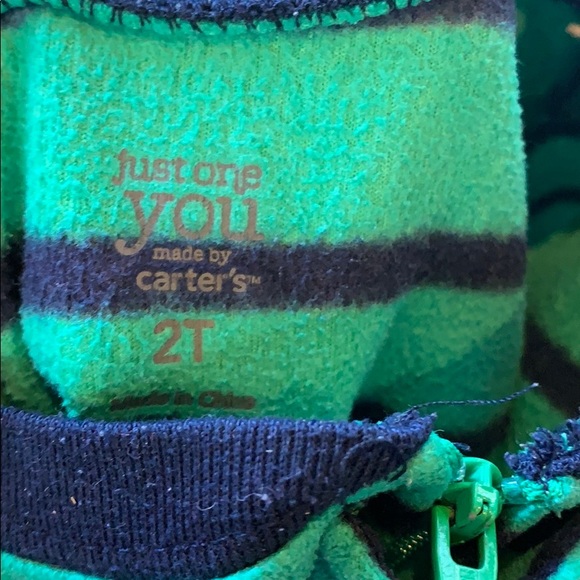 just one
you
made by
carter's™
2T
made in China